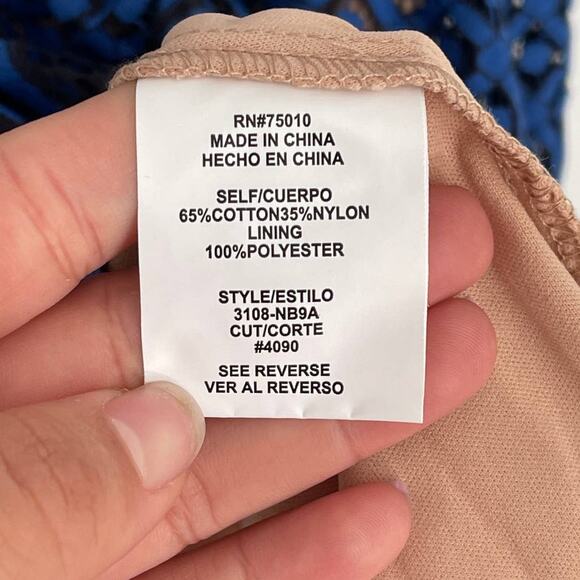 RN#75010
MADE IN CHINA
HECHO EN CHINA
SELF/CUERPO
65%COTTON35%NYLON
LINING
100%POLYESTER
STYLE/ESTILO
3108-NB9A
CUT/CORTE
#4090
SEE REVERSE
VER AL REVERSO